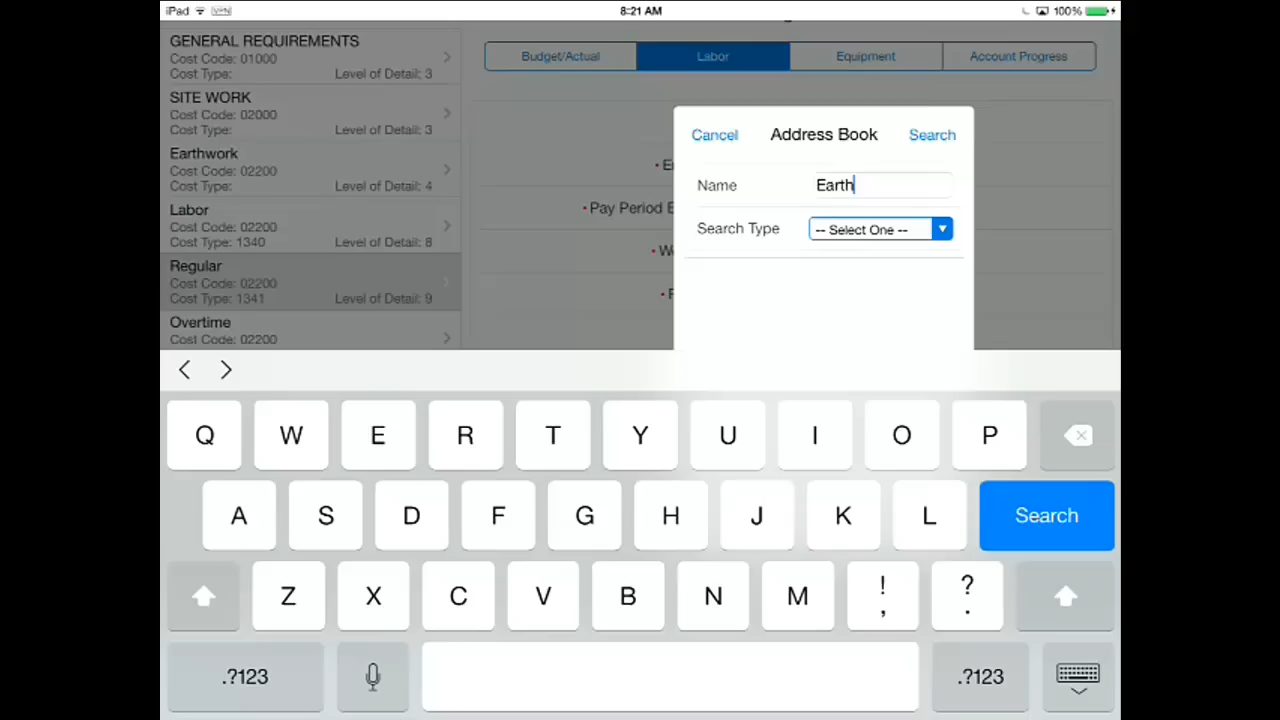 iPad VPN 8:21 AM 100%
GENERAL REQUIREMENTS
Cost Code: 01000
Cost Type: Level of Detail: 3
SITE WORK
Cost Code: 02000
Cost Type: Level of Detail: 3
Earthwork
Cost Code: 02200
Cost Type: Level of Detail: 4
Labor
Cost Code: 02200
Cost Type: 1340 Level of Detail: 8
Regular
Cost Code: 02200
Cost Type: 1341 Level of Detail: 9
Overtime
Cost Code: 02200
Budget/Actual Labor Equipment Account Progress
Pay Period
Cancel Address Book Search
Name Earth
Search Type -- Select One --
Q W E R T Y U I O P
A S D F G H J K L Search
Z X C V B N M ! , ? .
.?123 .?123